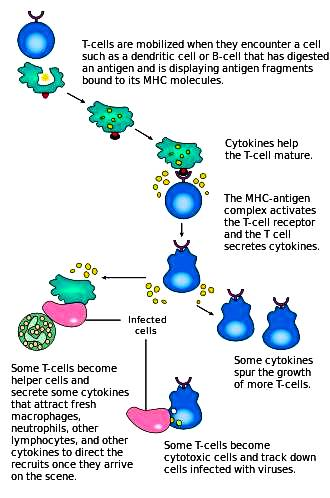 T-cells are mobilized when they encounter a cell
such as a dendritic cell or B-cell that has digested
an antigen and is displaying antigen fragments
bound to its MHC molecules.
Cytokines help
the T-cell mature.
The MHC-antigen
complex activates
the T-cell receptor
and the T cell
secretes cytokines.
Infected
cells
Some cytokines
spur the growth
of more T-cells.
Some T-cells become
helper cells and
secrete some cytokines
that attract fresh
macrophages,
neutrophils, other
lymphocytes, and other
cytokines to direct the
recruits once they arrive
on the scene.
Some T-cells become
cytotoxic cells and track down
cells infected with viruses.